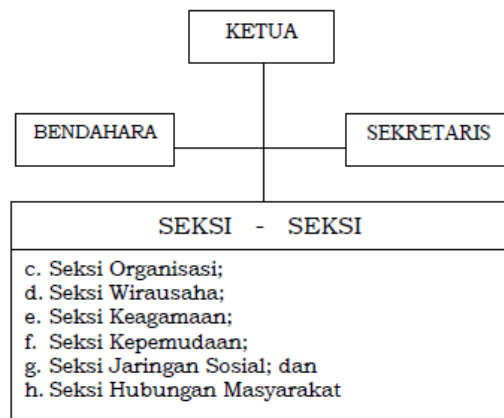 KETUA
BENDAHARA
SEKRETARIS
SEKSI - SEKSI
c. Seksi Organisasi;
d. Seksi Wirausaha;
e. Seksi Keagamaan;
f. Seksi Kepemudaan;
g. Seksi Jaringan Sosial; dan
h. Seksi Hubungan Masyarakat